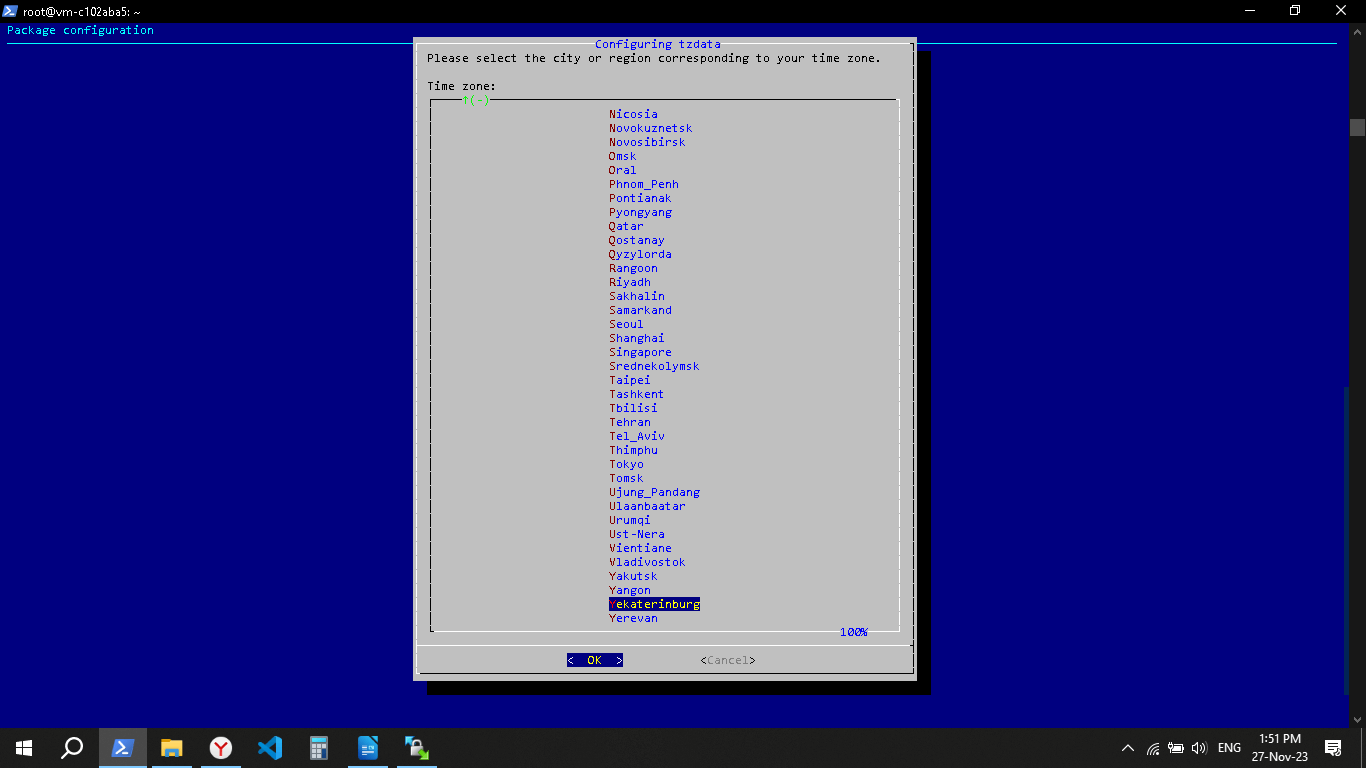 root@vm-c102aba5: ~
Package configuration
Configuring tzdata
Please select the city or region corresponding to your time zone.
Time zone:
↑(-)
Nicosia
Novokuznetsk
Novosibirsk
Omsk
Oral
Phnom_Penh
Pontianak
Pyongyang
Qatar
Qostanay
Qyzylorda
Rangoon
Riyadh
Sakhalin
Samarkand
Seoul
Shanghai
Singapore
Srednekolymsk
Taipei
Tashkent
Tbilisi
Tehran
Tel_Aviv
Thimphu
Tokyo
Tomsk
Ujung_Pandang
Ulaanbaatar
Urumqi
Ust-Nera
Vientiane
Vladivostok
Yakutsk
Yangon
Yekaterinburg
Yerevan
100%
< OK > <Cancel>
ENG
1:51 PM
27-Nov-23